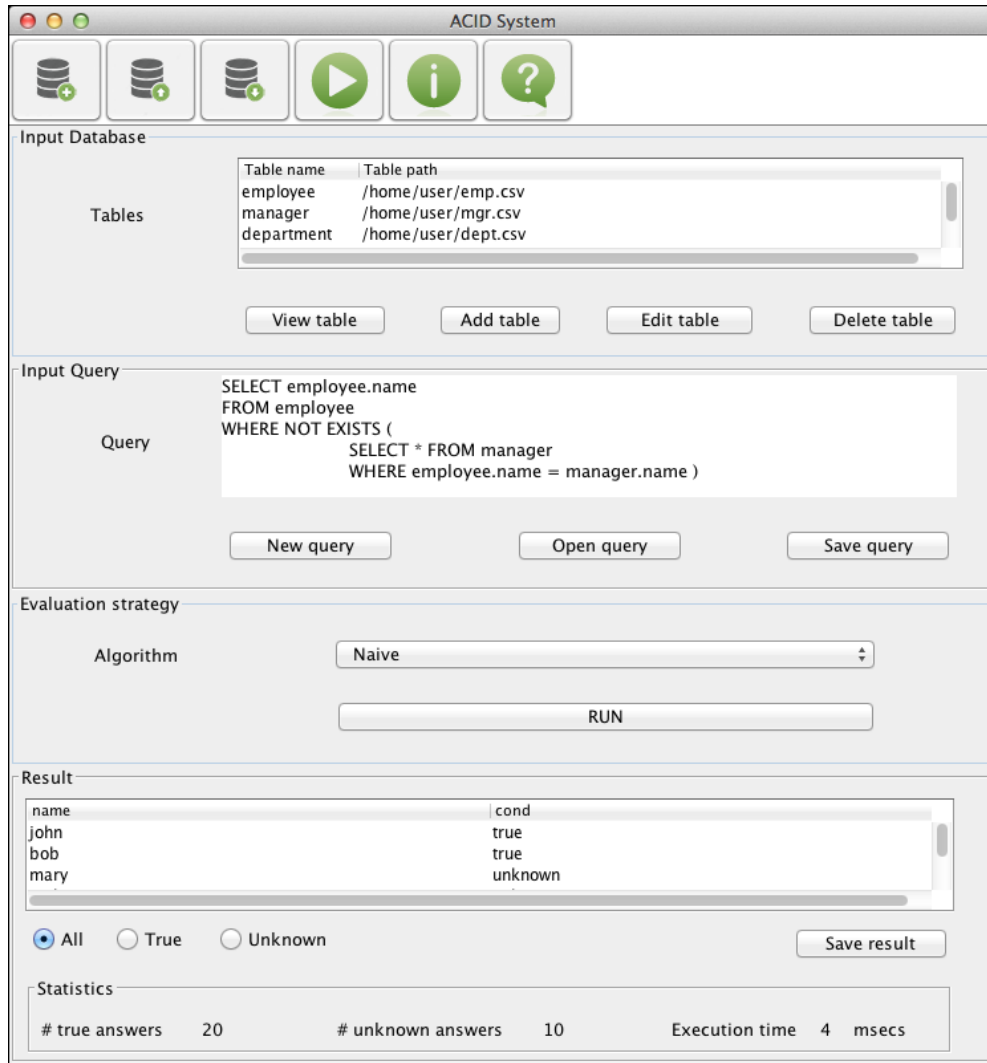 ACID System
Input Database
Tables
Table name Table path
employee /home/user/emp.csv
manager /home/user/mgr.csv
department /home/user/dept.csv
View table Add table Edit table Delete table
Input Query
Query
SELECT employee.name
FROM employee
WHERE NOT EXISTS (
SELECT * FROM manager
WHERE employee.name = manager.name )
New query Open query Save query
Evaluation strategy
Algorithm Naive
RUN
Result
name cond
john true
bob true
mary unknown
All True Unknown Save result
Statistics
# true answers 20 # unknown answers 10 Execution time 4 msecs